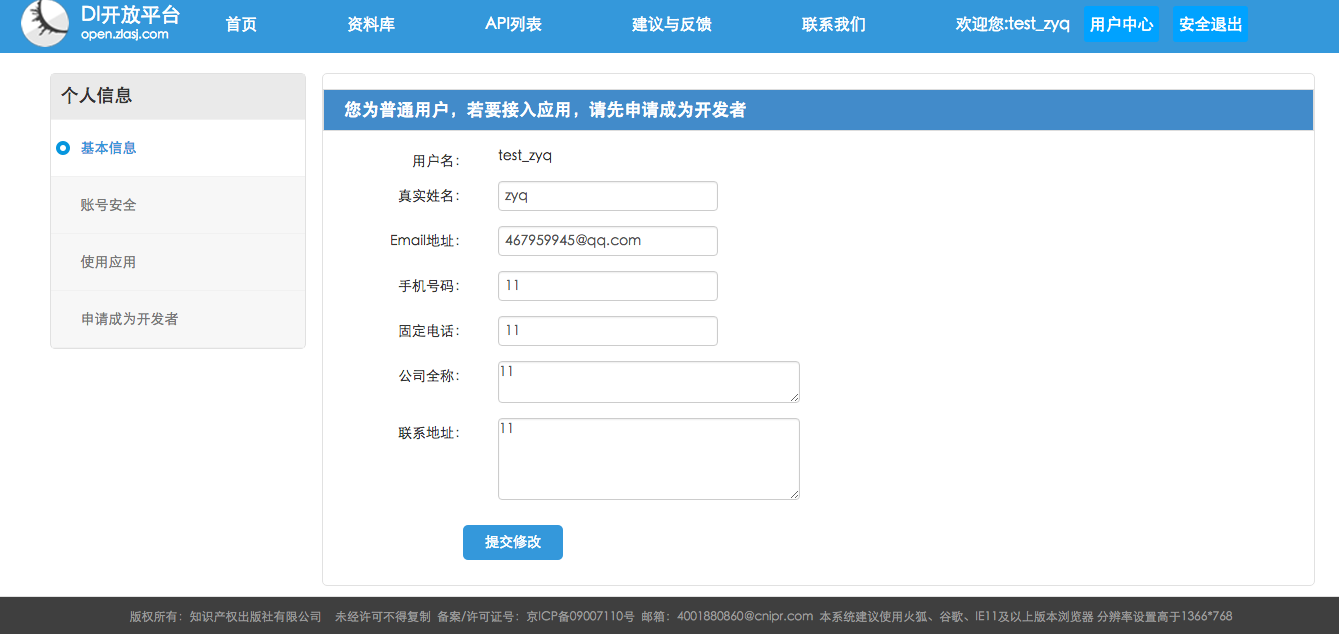 DI开放平台
open.zlasj.com
首页 资料库 API列表 建议与反馈 联系我们 欢迎您:test_zyq 用户中心 安全退出
个人信息
基本信息
账号安全
使用应用
申请成为开发者
您为普通用户，若要接入应用，请先申请成为开发者
用户名： test_zyq
真实姓名： zyq
Email地址： 467959945@qq.com
手机号码： 11
固定电话： 11
公司全称： 11
联系地址： 11
提交修改
版权所有：知识产权出版社有限公司 未经许可不得复制 备案/许可证号：京ICP备09007110号 邮箱：4001880860@cnipr.com 本系统建议使用火狐、谷歌、IE11及以上版本浏览器 分辨率设置高于1366*768